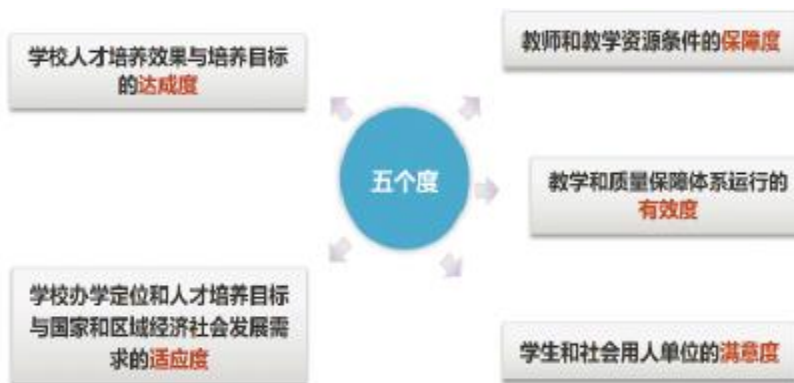 学校人才培养效果与培养目标
的达成度
教师和教学资源条件的保障度
五个度
教学和质量保障体系运行的
有效度
学校办学定位和人才培养目标
与国家和区域经济社会发展需
求的适应度
学生和社会用人单位的满意度